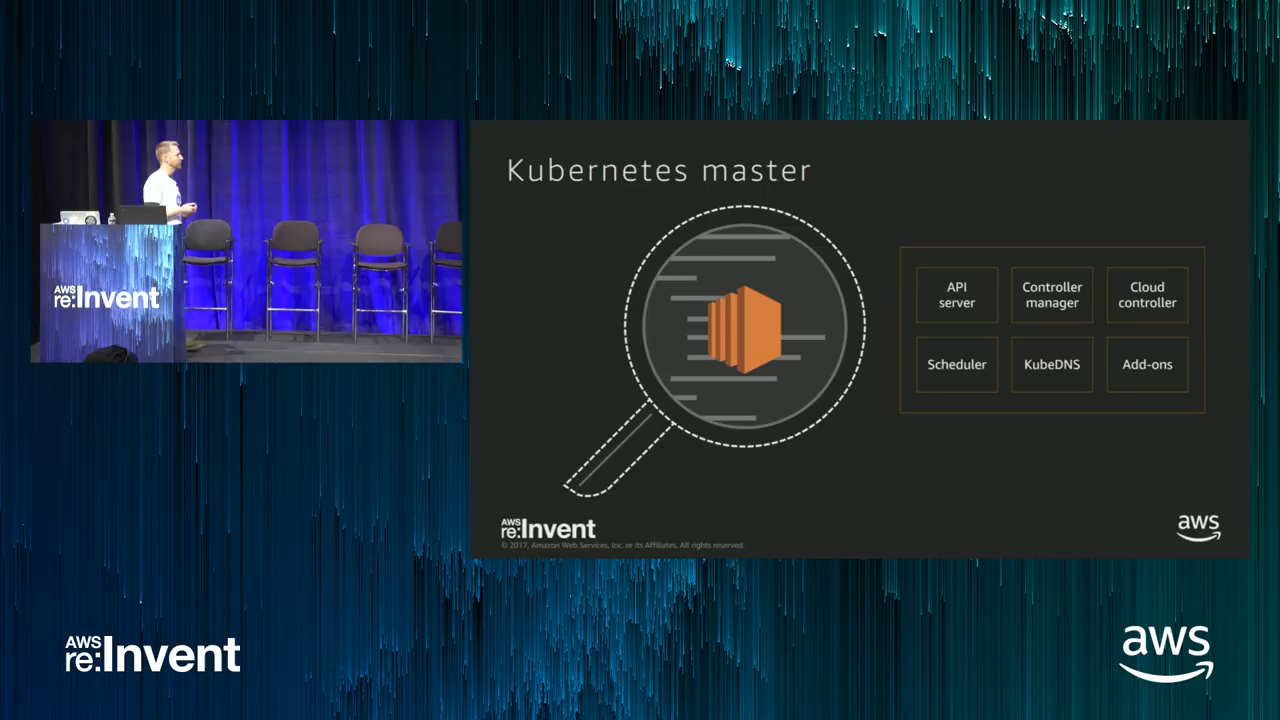 Kubernetes master
API
server
Controller
manager
Cloud
controller
Scheduler
KubeDNS
Add-ons
AWS
re:Invent
AWS
re:Invent
© 2017, Amazon Web Services, Inc. or its Affiliates. All rights reserved.
aws
AWS
re:Invent
aws